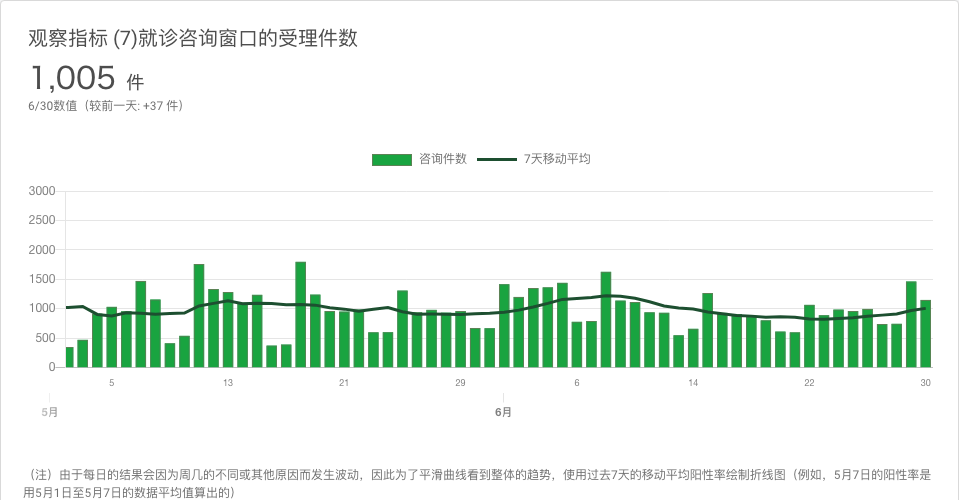 观察指标 (7)就诊咨询窗口的受理件数
1,005 件
6/30数值（较前一天: +37 件）
咨询件数 7天移动平均
3000
2500
2000
1500
1000
500
0
5 13 21 29 6 14 22 30
5月 6月
（注）由于每日的结果会因为周几的不同或其他原因而发生波动，因此为了平滑曲线看到整体的趋势，使用过去7天的移动平均阳性率绘制折线图（例如，5月7日的阳性率是
用5月1日至5月7日的数据平均值算出的）